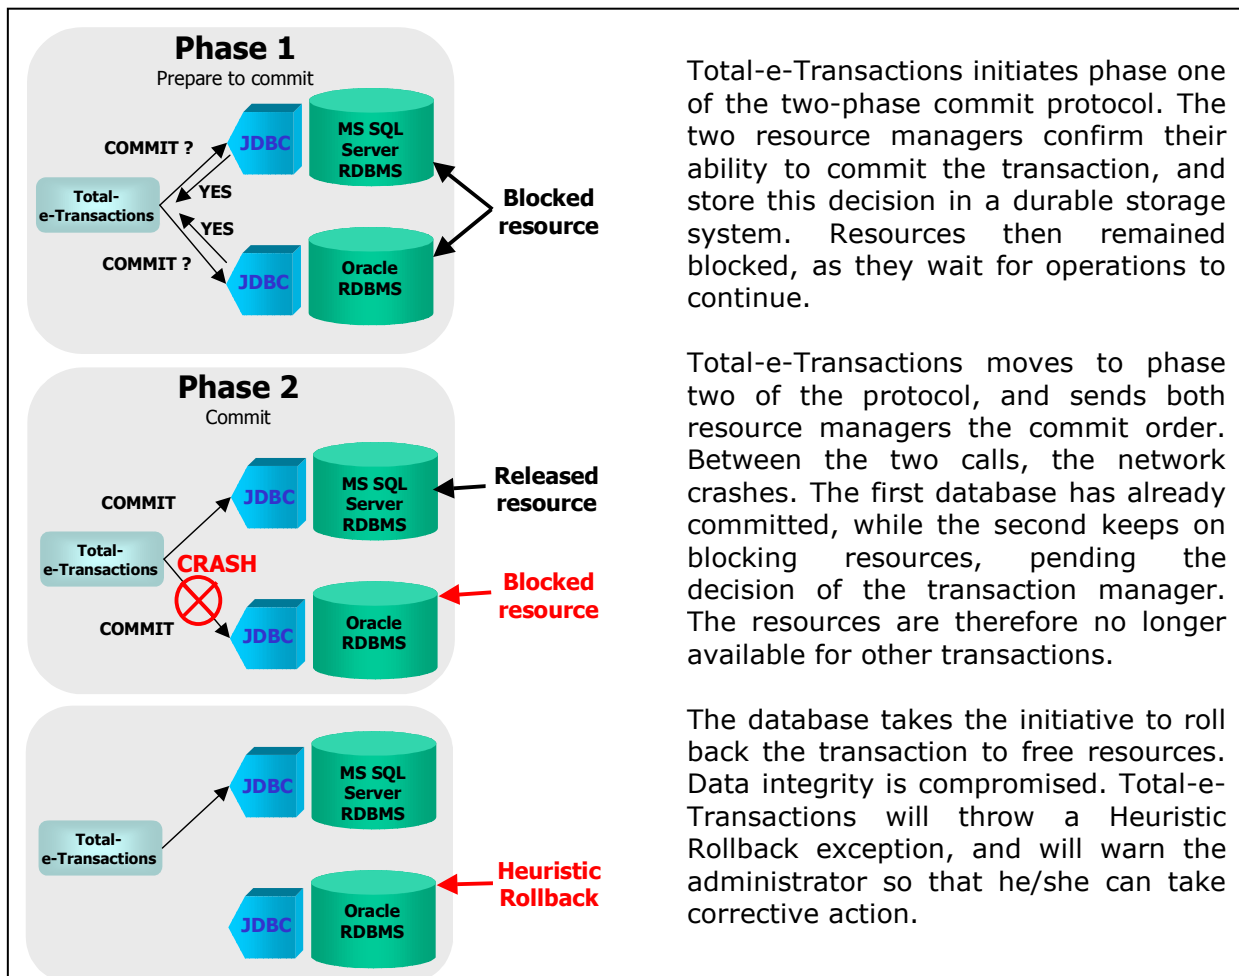 Phase 1
Prepare to commit
COMMIT ?
JDBC
MS SQL
Server
RDBMS
YES
Total-
e-Transactions
Blocked
resource
YES
COMMIT ?
JDBC
Oracle
RDBMS
Total-e-Transactions initiates phase one
of the two-phase commit protocol. The
two resource managers confirm their
ability to commit the transaction, and
store this decision in a durable storage
system. Resources then remained
blocked, as they wait for operations to
continue.
Phase 2
Commit
COMMIT
JDBC
MS SQL
Server
RDBMS
Released
resource
Total-
e-Transactions
CRASH
COMMIT
JDBC
Oracle
RDBMS
Blocked
resource
Total-e-Transactions moves to phase
two of the protocol, and sends both
resource managers the commit order.
Between the two calls, the network
crashes. The first database has already
committed, while the second keeps on
blocking resources, pending the
decision of the transaction manager.
The resources are therefore no longer
available for other transactions.
JDBC
MS SQL
Server
RDBMS
Total-
e-Transactions
JDBC
Oracle
RDBMS
Heuristic
Rollback
The database takes the initiative to roll
back the transaction to free resources.
Data integrity is compromised. Total-e-
Transactions will throw a Heuristic
Rollback exception, and will warn the
administrator so that he/she can take
corrective action.